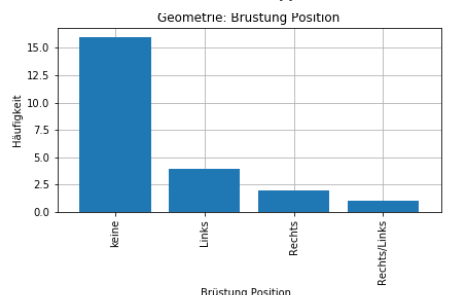 Geometrie: Brüstung Position
15.0
12.5
10.0
7.5
5.0
2.5
0.0
Häufigkeit
keine
Links
Rechts
Rechts/Links
Brüstung Position